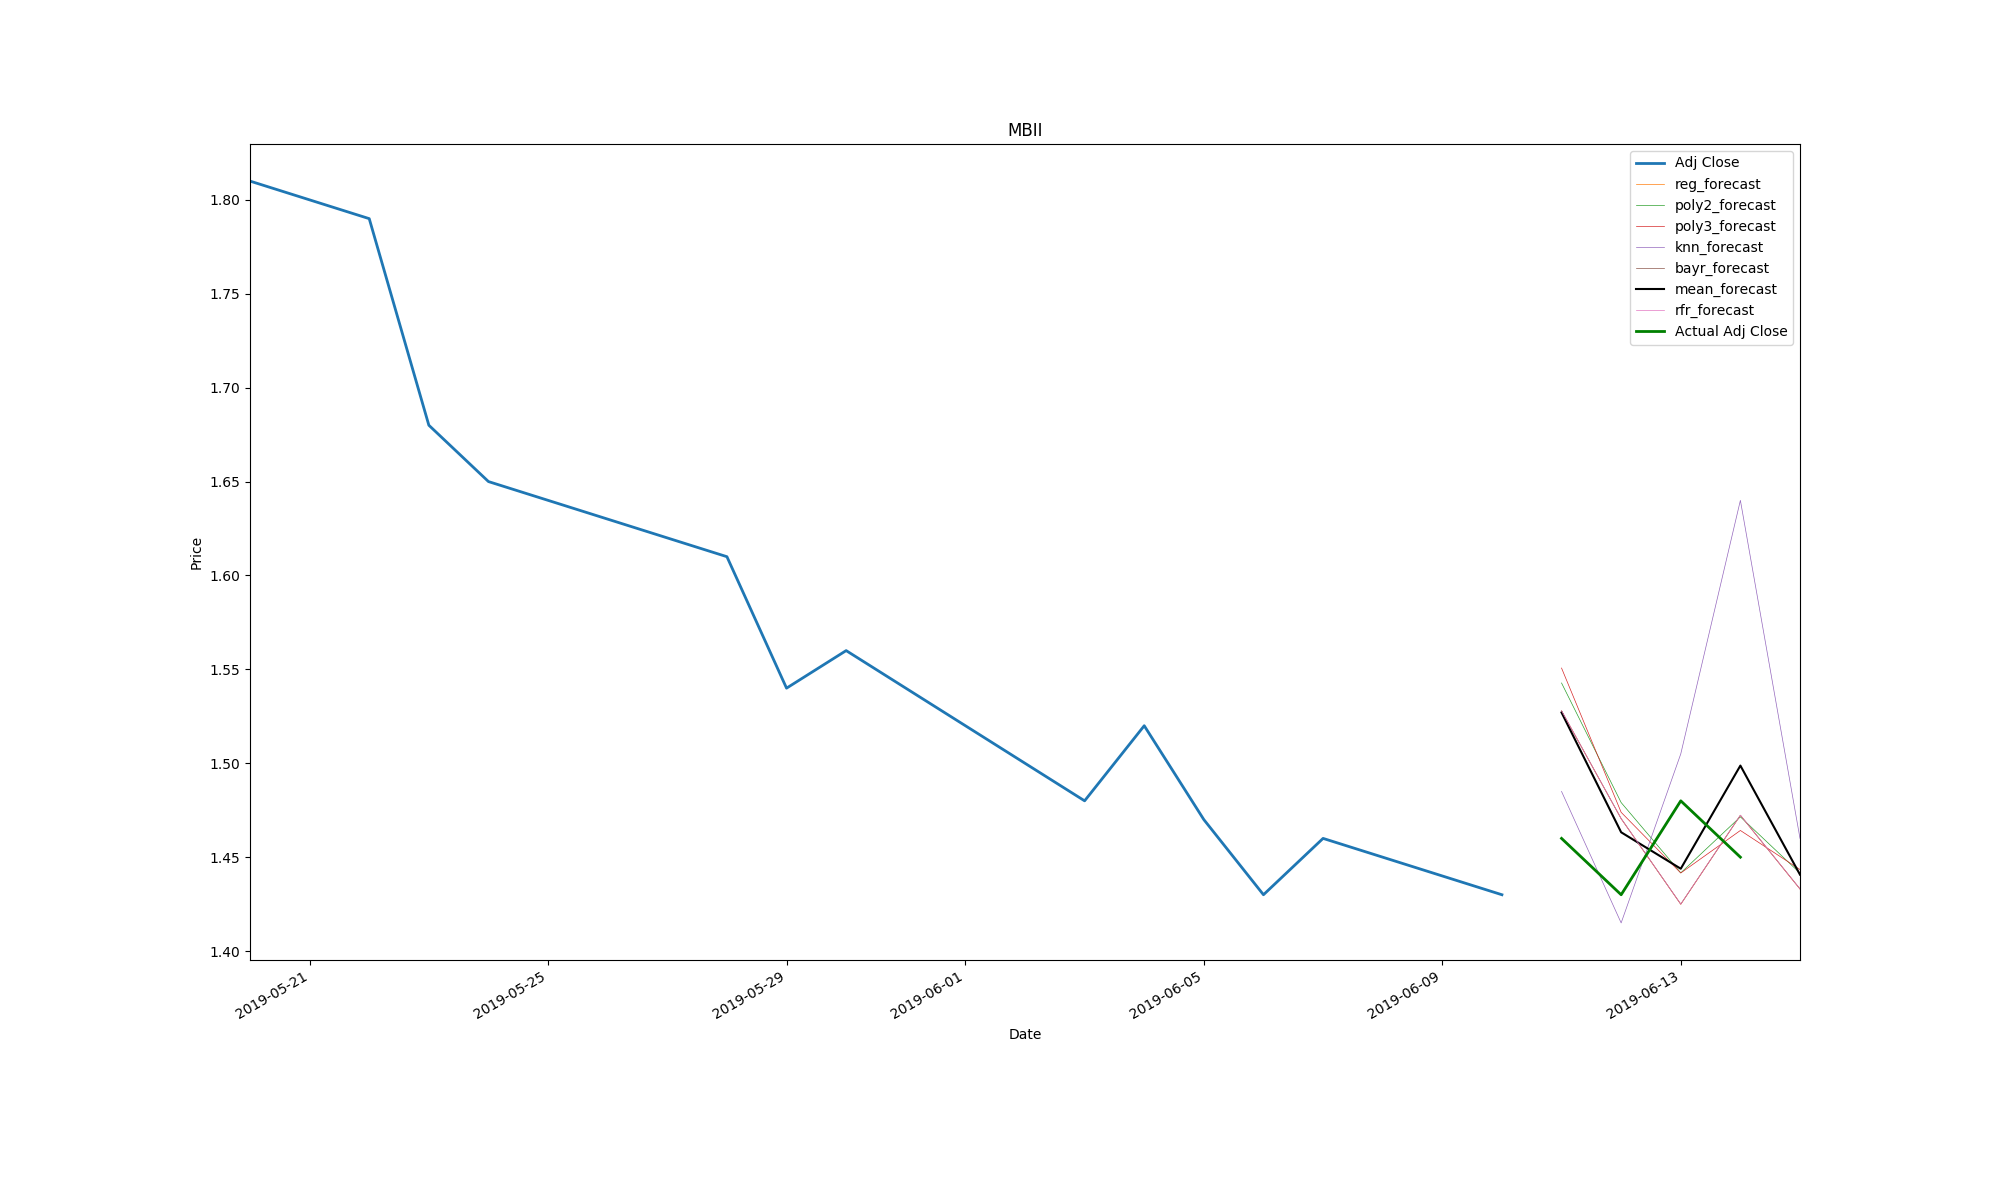 MBII
Adj Close
reg_forecast
poly2_forecast
poly3_forecast
knn_forecast
bayr_forecast
mean_forecast
rfr_forecast
Actual Adj Close
1.80
1.75
1.70
1.65
1.60
1.55
1.50
1.45
1.40
Price
2019-05-21
2019-05-25
2019-05-29
2019-06-01
2019-06-05
2019-06-09
2019-06-13
Date